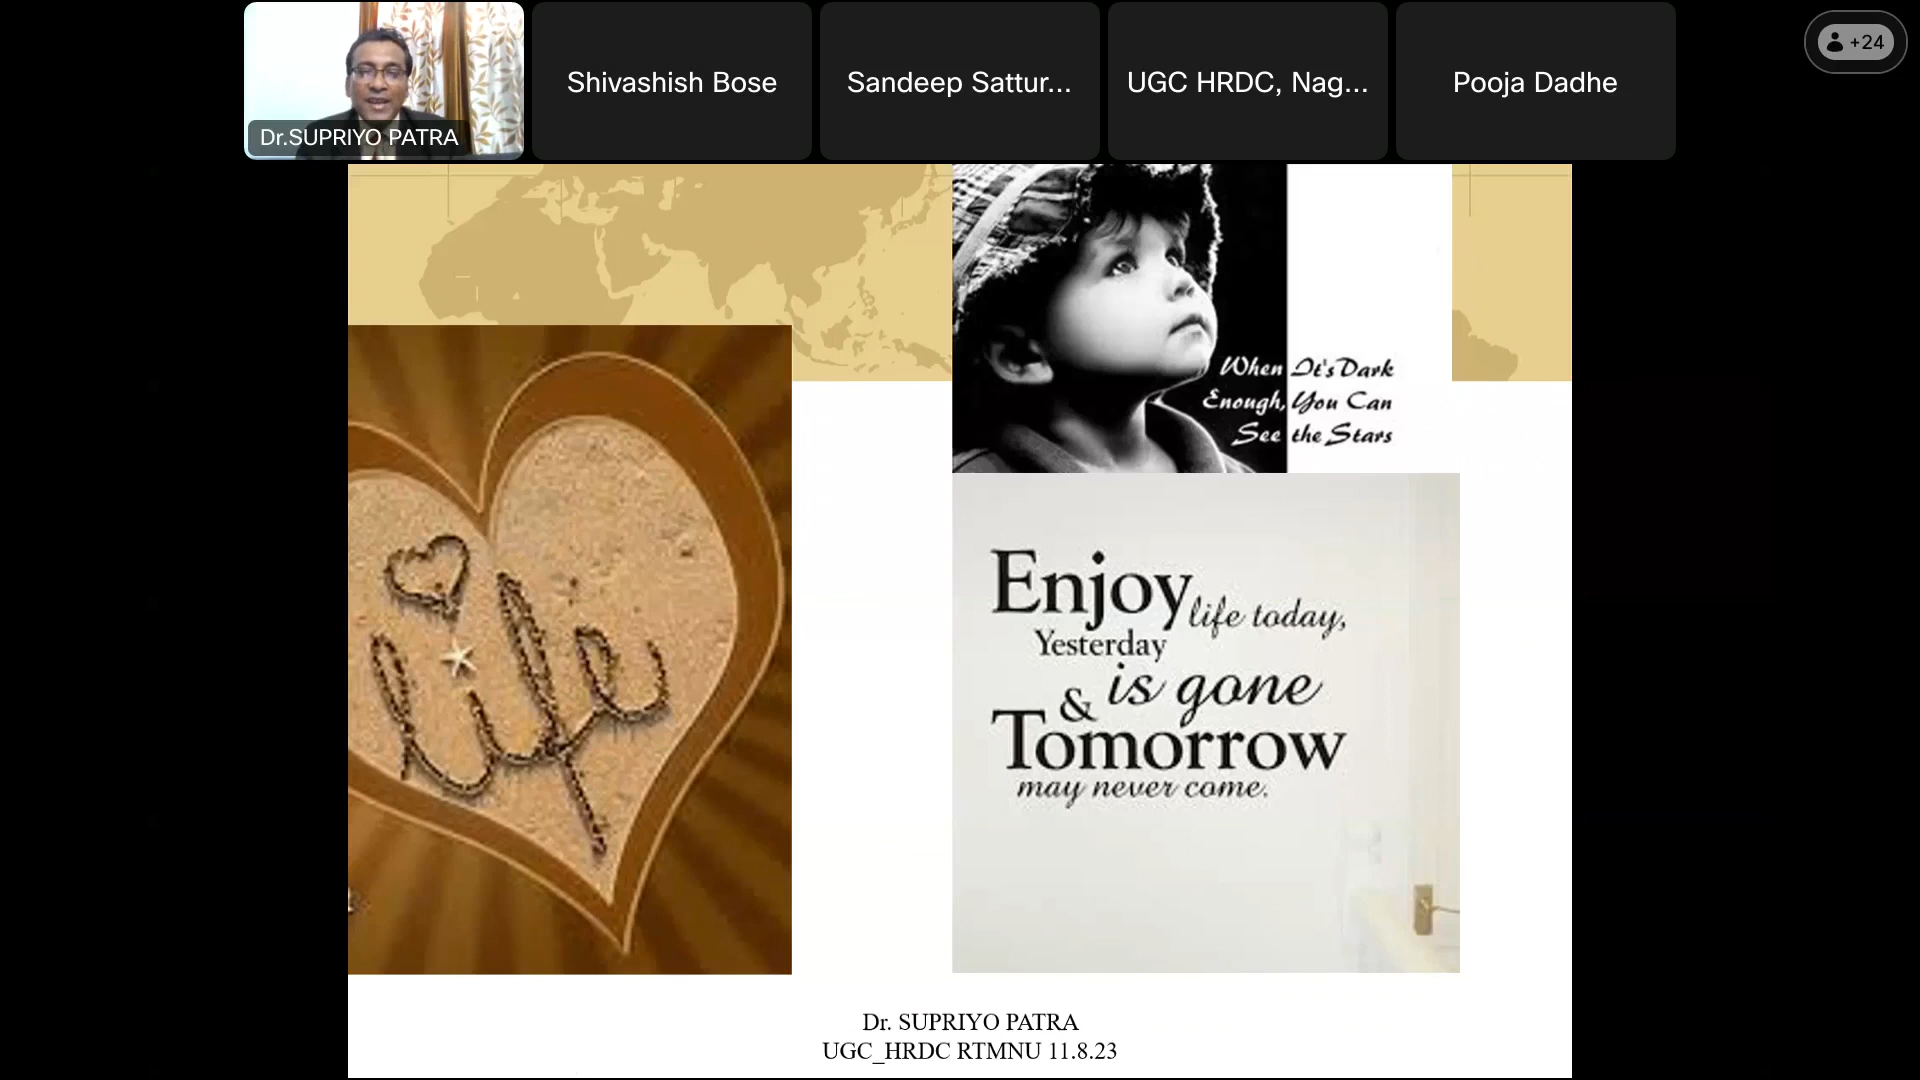 Dr.SUPRIYO PATRA
Shivashish Bose
Sandeep Sattur...
UGC HRDC, Nag...
Pooja Dadhe
+24
When It's Dark
Enough, You Can
See the Stars
life
Enjoy life today,
Yesterday
is gone
&
Tomorrow
may never come.
Dr. SUPRIYO PATRA
UGC_HRDC RTMNU 11.8.23